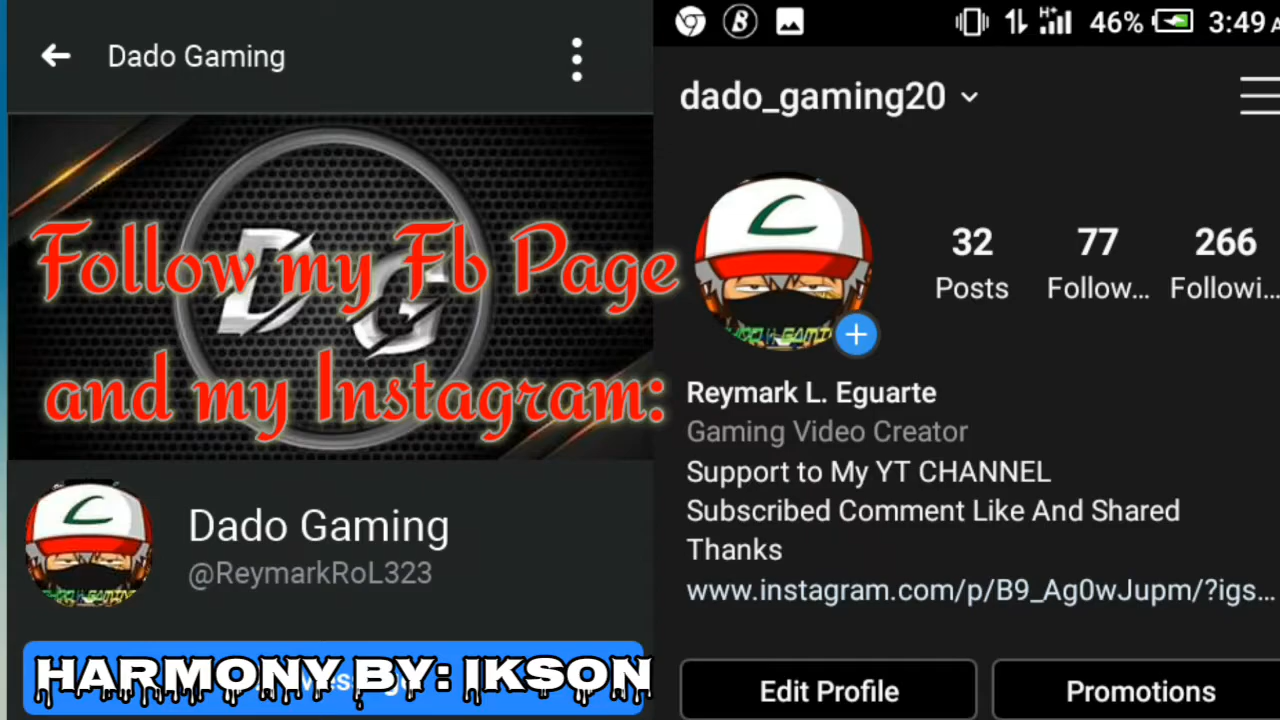 Dado Gaming
DG
Follow my Fb Page
and my Instagram:
Dado Gaming
@ReymarkRoL323
HARMONY BY: IKSON
46% 3:49
dado_gaming20
32 77 266
Posts Follow... Followi...
Reymark L. Eguarte
Gaming Video Creator
Support to My YT CHANNEL
Subscribed Comment Like And Shared
Thanks
www.instagram.com/p/B9_Ag0wJupm/?igs...
Edit Profile Promotions